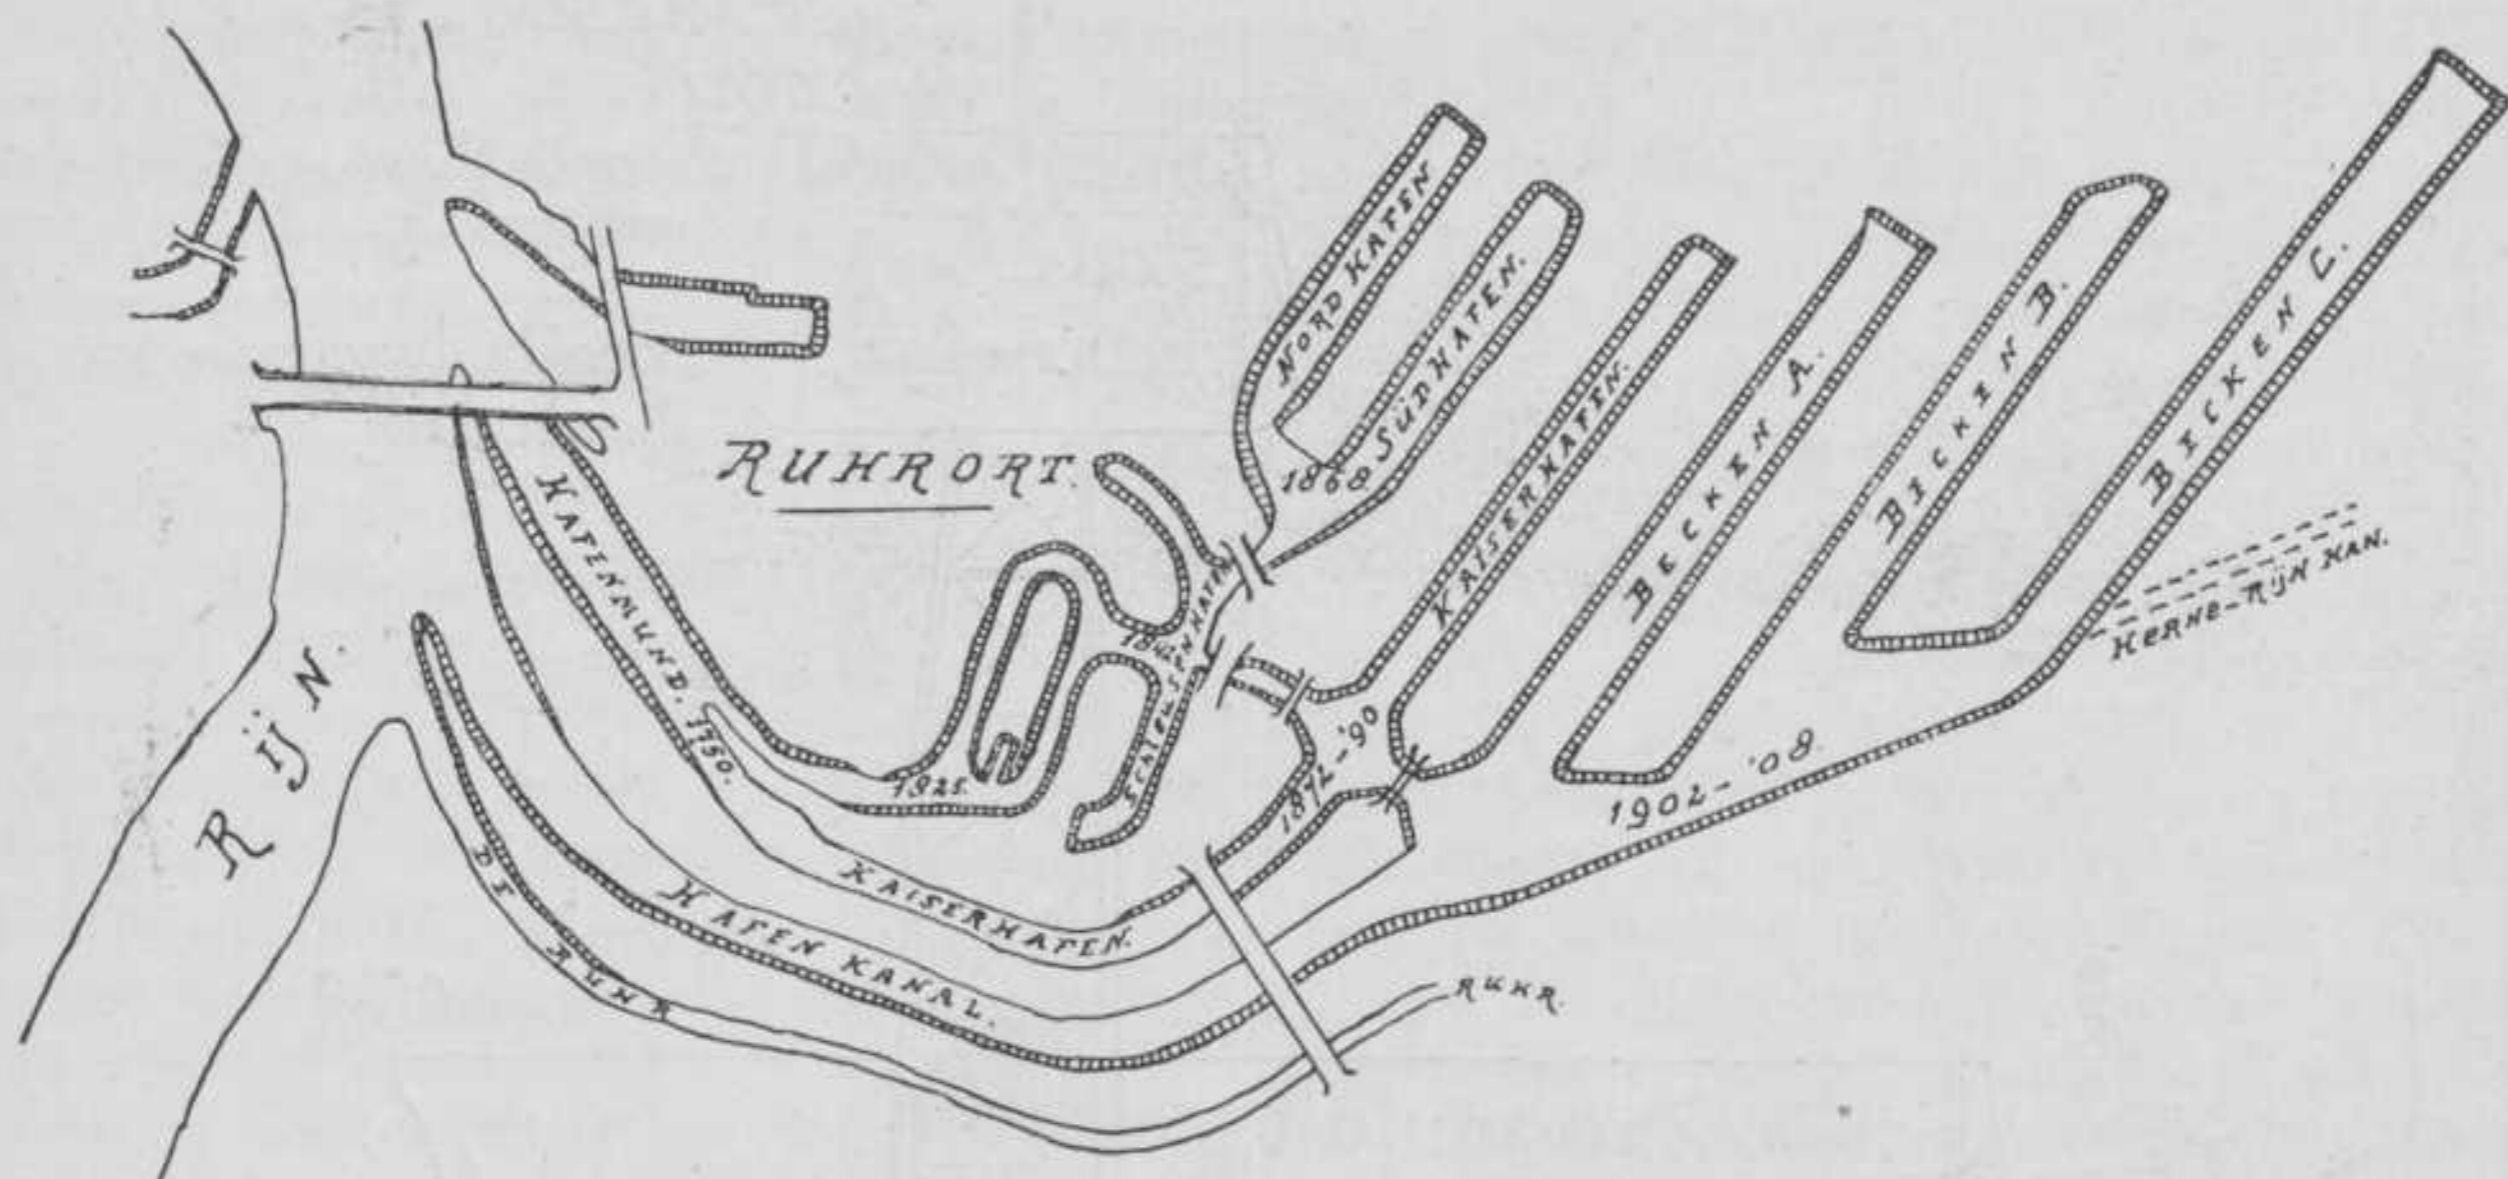 RUHRORT.
NORDHAFEN
SÜDHAFEN.
1868
KAISERHAFEN.
BECKEN A.
BECKEN B.
BECKEN C.
HERNE-RIJN KAN.
HAFENMUND. 1750.
1825.
1842.
SCHLEUSENHAFEN
1872-'90
1902-'08.
RIJN.
KAISERHAFEN.
HAFEN KANAL.
DE RUHR
RUHR.